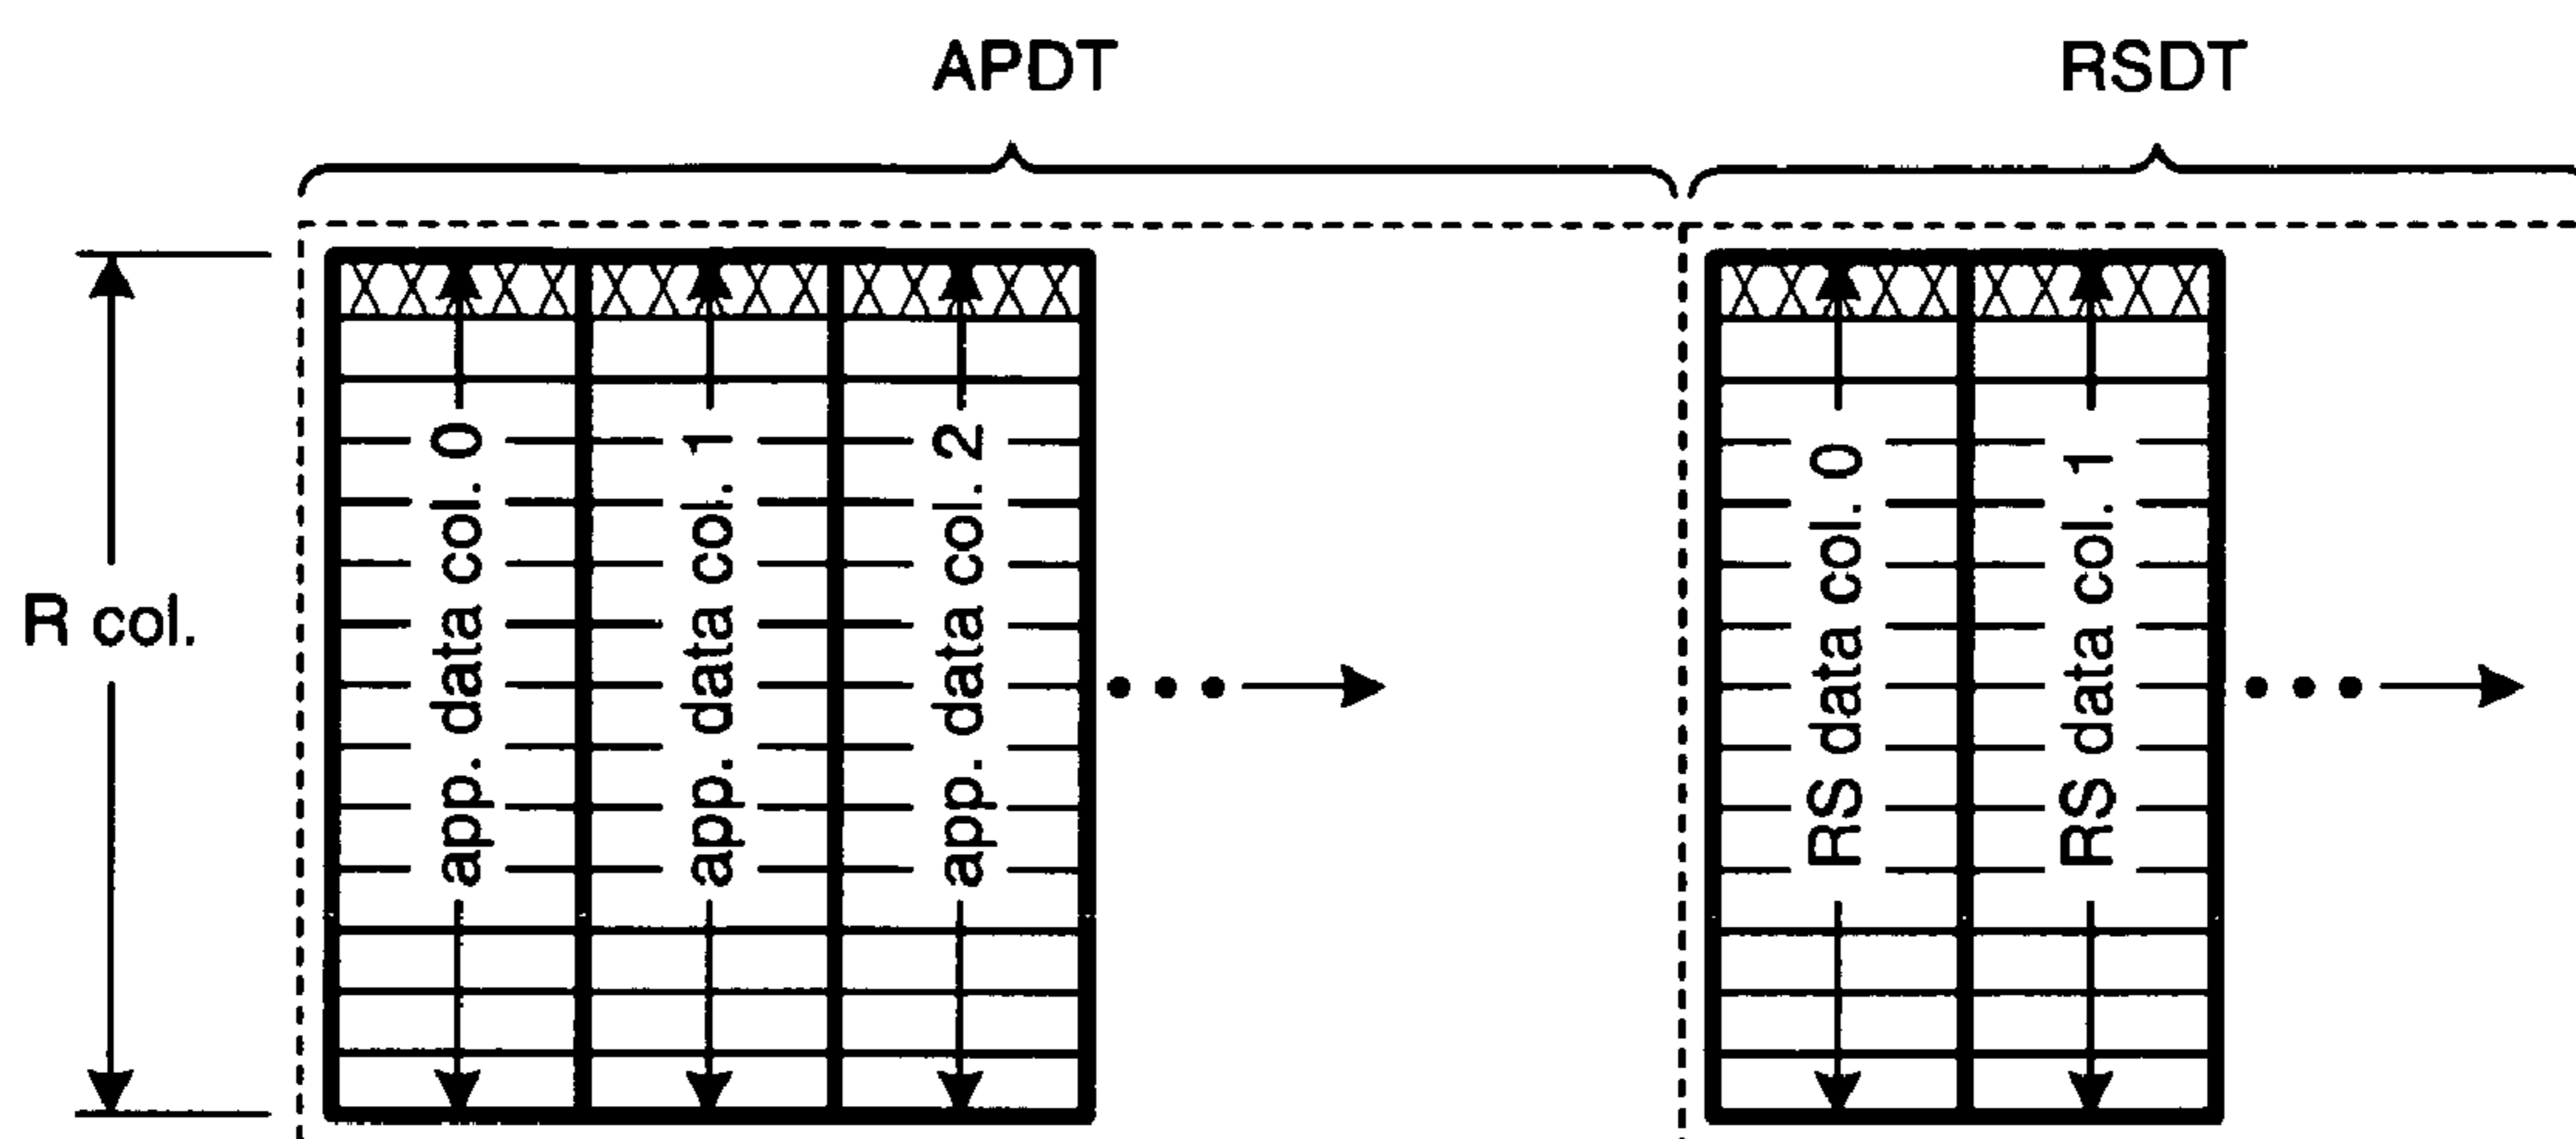 APDT
RSDT
R col.
app. data col. 0
app. data col. 1
app. data col. 2
RS data col. 0
RS data col. 1